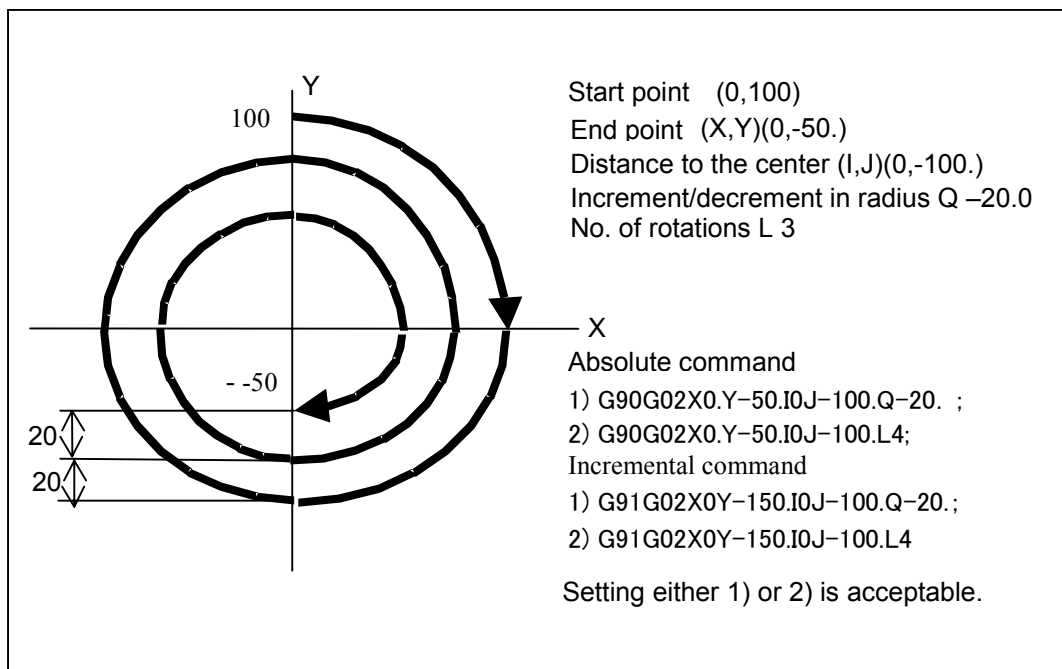 Y
100
X
- -50
20
20
Start point (0,100)
End point (X,Y)(0,-50.)
Distance to the center (I,J)(0,-100.)
Increment/decrement in radius Q –20.0
No. of rotations L 3
Absolute command
1) G90G02X0.Y-50.I0J-100.Q-20. ;
2) G90G02X0.Y-50.I0J-100.L4;
Incremental command
1) G91G02X0Y-150.I0J-100.Q-20.;
2) G91G02X0Y-150.I0J-100.L4
Setting either 1) or 2) is acceptable.